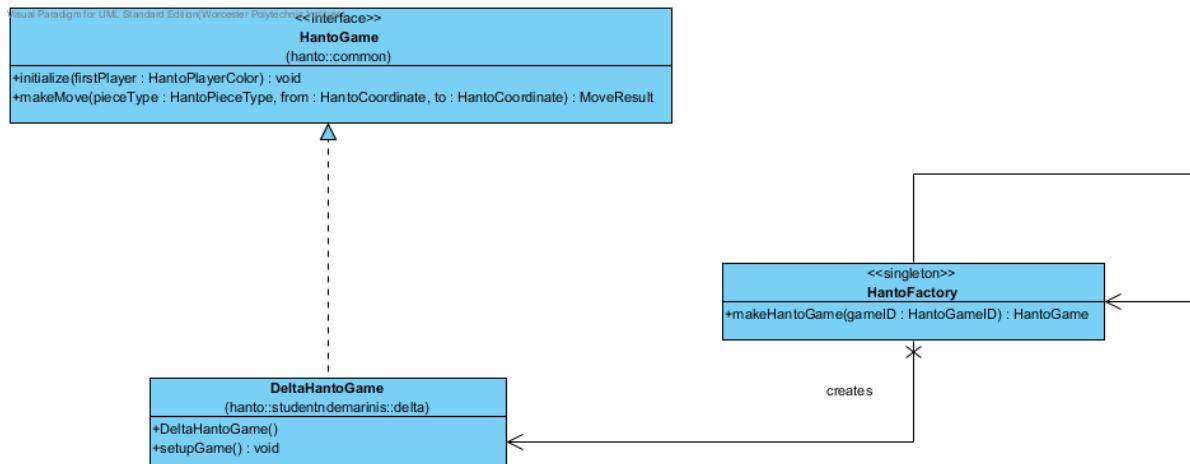 Visual Paradigm for UML Standard Edition(Worcester Polytechnic
<<interface>>
HantoGame
(hanto::common)
+initialize(firstPlayer : HantoPlayerColor) : void
+makeMove(pieceType : HantoPieceType, from : HantoCoordinate, to : HantoCoordinate) : MoveResult
<<singleton>>
HantoFactory
+makeHantoGame(gameID : HantoGameID) : HantoGame
creates
DeltaHantoGame
(hanto::studentndemarinis::delta)
+DeltaHantoGame()
+setupGame() : void